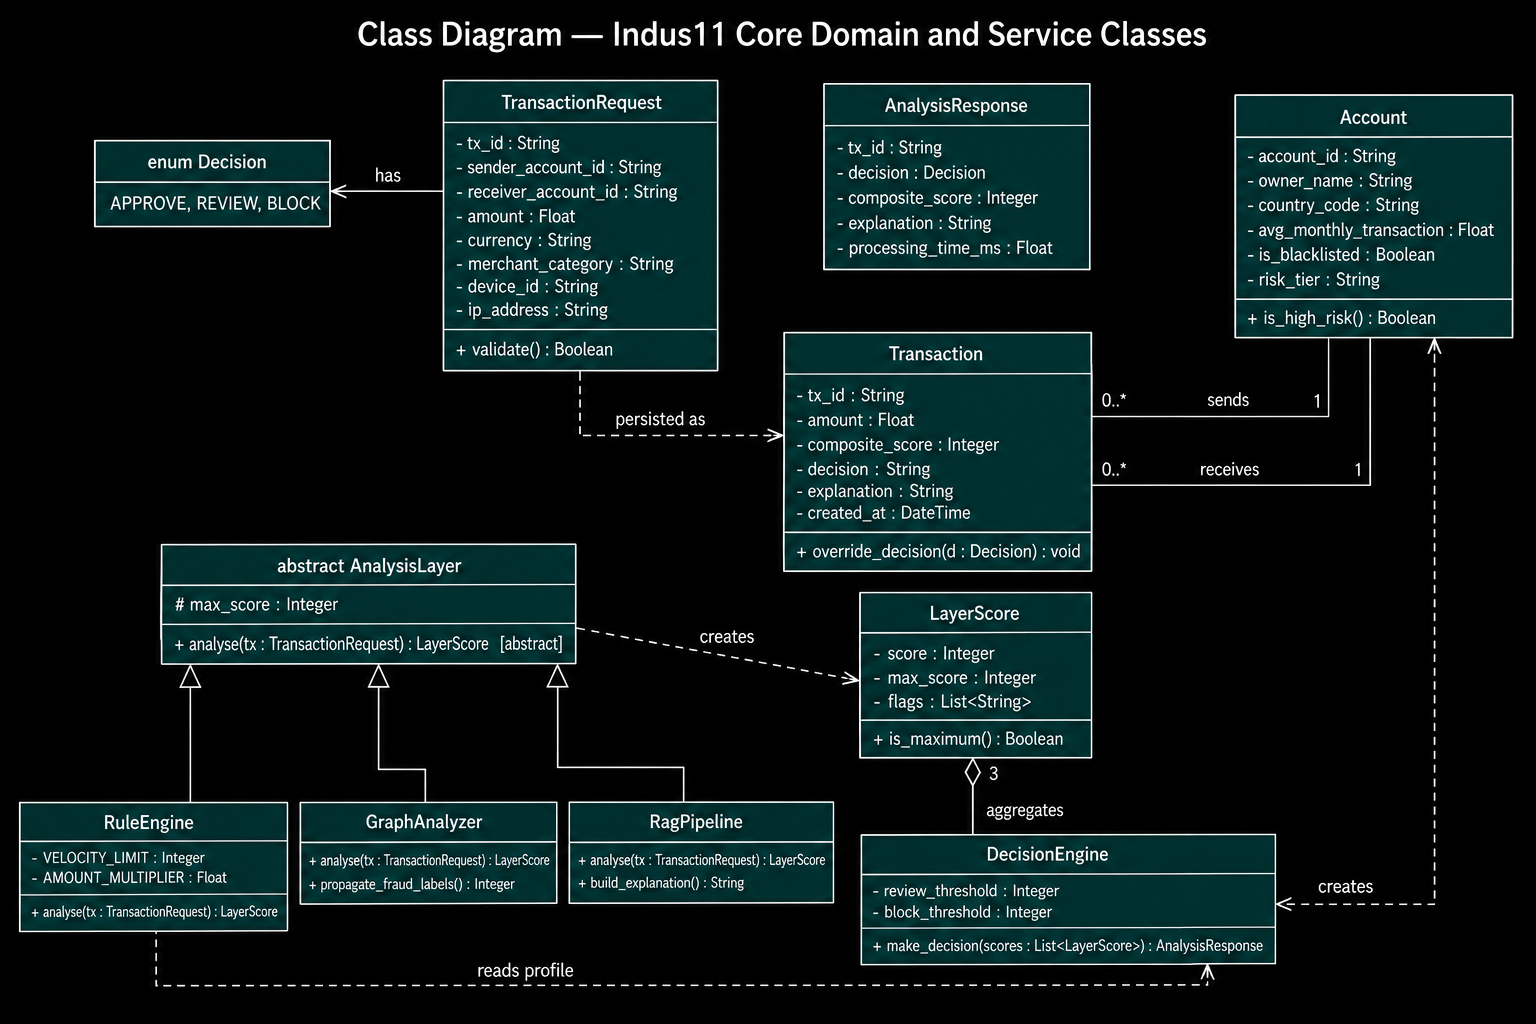 Class Diagram — Indus11 Core Domain and Service Classes
enum Decision
APPROVE, REVIEW, BLOCK
has
TransactionRequest
- tx_id : String
- sender_account_id : String
- receiver_account_id : String
- amount : Float
- currency : String
- merchant_category : String
- device_id : String
- ip_address : String
+ validate() : Boolean
AnalysisResponse
- tx_id : String
- decision : Decision
- composite_score : Integer
- explanation : String
- processing_time_ms : Float
Account
- account_id : String
- owner_name : String
- country_code : String
- avg_monthly_transaction : Float
- is_blacklisted : Boolean
- risk_tier : String
+ is_high_risk() : Boolean
persisted as
Transaction
- tx_id : String
- amount : Float
- composite_score : Integer
- decision : String
- explanation : String
- created_at : DateTime
+ override_decision(d : Decision) : void
0..* sends 1
0..* receives 1
abstract AnalysisLayer
# max_score : Integer
+ analyse(tx : TransactionRequest) : LayerScore [abstract]
creates
LayerScore
- score : Integer
- max_score : Integer
- flags : List<String>
+ is_maximum() : Boolean
3
aggregates
RuleEngine
- VELOCITY_LIMIT : Integer
- AMOUNT_MULTIPLIER : Float
+ analyse(tx : TransactionRequest) : LayerScore
GraphAnalyzer
+ analyse(tx : TransactionRequest) : LayerScore
+ propagate_fraud_labels() : Integer
RagPipeline
+ analyse(tx : TransactionRequest) : LayerScore
+ build_explanation() : String
DecisionEngine
- review_threshold : Integer
- block_threshold : Integer
+ make_decision(scores : List<LayerScore>) : AnalysisResponse
creates
reads profile